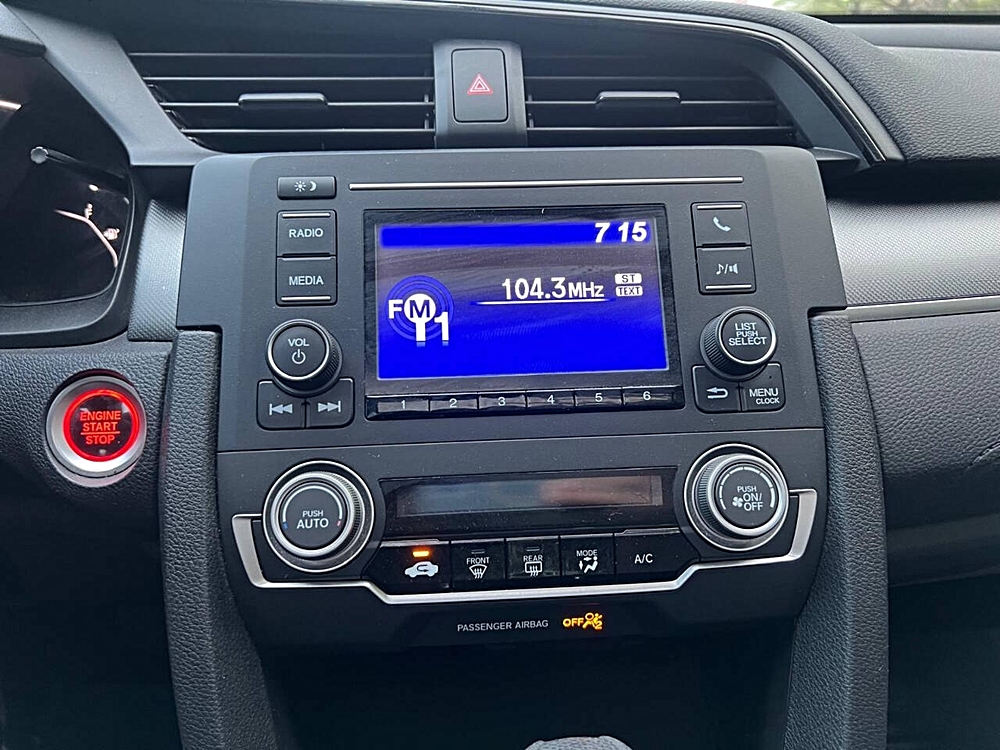 RADIO
MEDIA
7 15
104.3MHz
ST
TEXT
FM 1
VOL
LIST
PUSH
SELECT
MENU
CLOCK
1 2 3 4 5 6
ENGINE
START
STOP
PUSH
AUTO
PUSH
ON/
OFF
FRONT
REAR
MODE
A/C
PASSENGER AIRBAG OFF 2